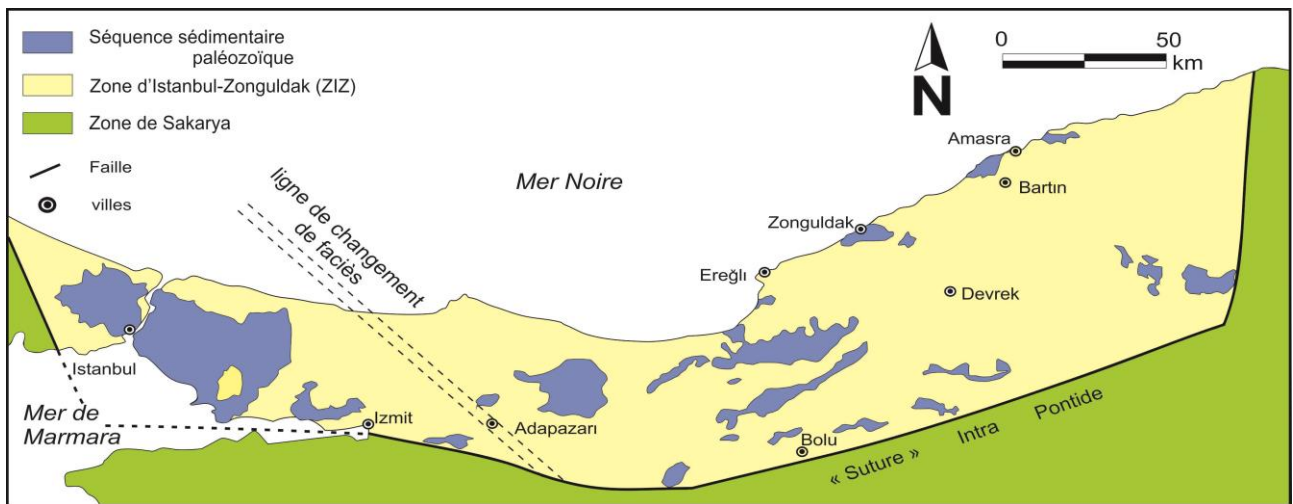 Séquence sédimentaire
paléozoïque
Zone d'Istanbul-Zonguldak (ZIZ)
Zone de Sakarya
Faille
villes
ligne de changement
de faciès
Mer Noire
N
0 50
km
Amasra
Bartın
Zonguldak
Ereğlı
Devrek
Istanbul
Mer de
Marmara
Izmit
Adapazarı
Bolu
« Suture » Intra Pontide